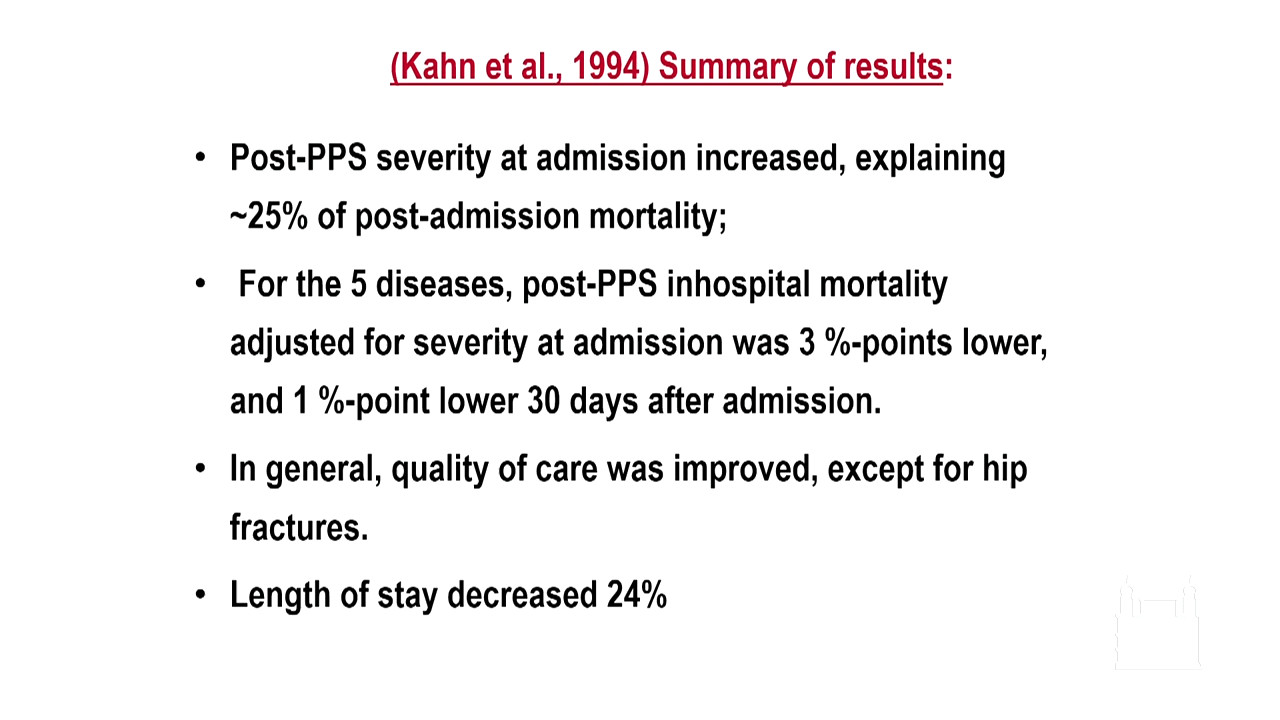 (Kahn et al., 1994) Summary of results:
• Post-PPS severity at admission increased, explaining
~25% of post-admission mortality;
• For the 5 diseases, post-PPS inhospital mortality
adjusted for severity at admission was 3 %-points lower,
and 1 %-point lower 30 days after admission.
• In general, quality of care was improved, except for hip
fractures.
• Length of stay decreased 24%